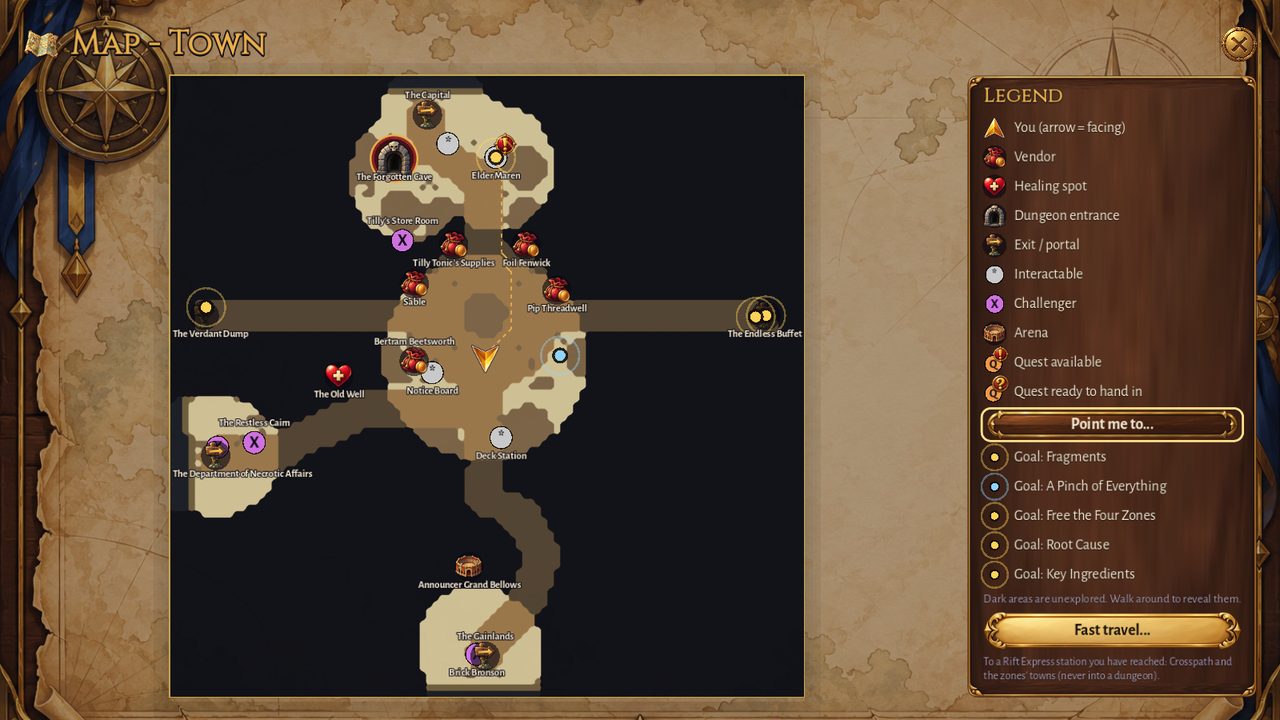 Map - Town
The Capital
The Forgotten Cave
Elder Maren
Tilly's Store Room
X
Tilly Tonic's Supplies
Foil Fenwick
Sable
Pip Threadwell
The Verdant Dump
The Endless Buffet
Bertram Beetsworth
Notice Board
The Old Well
The Restless Cairn
X
The Department of Necrotic Affairs
Deck Station
Announcer Grand Bellows
The Gainlands
Brick Bronson
Legend
You (arrow = facing)
Vendor
Healing spot
Dungeon entrance
Exit / portal
* Interactable
X Challenger
Arena
Quest available
Quest ready to hand in
Point me to...
Goal: Fragments
Goal: A Pinch of Everything
Goal: Free the Four Zones
Goal: Root Cause
Goal: Key Ingredients
Dark areas are unexplored. Walk around to reveal them.
Fast travel...
To a Rift Express station you have reached: Crosspath and
the zones' towns (never into a dungeon).